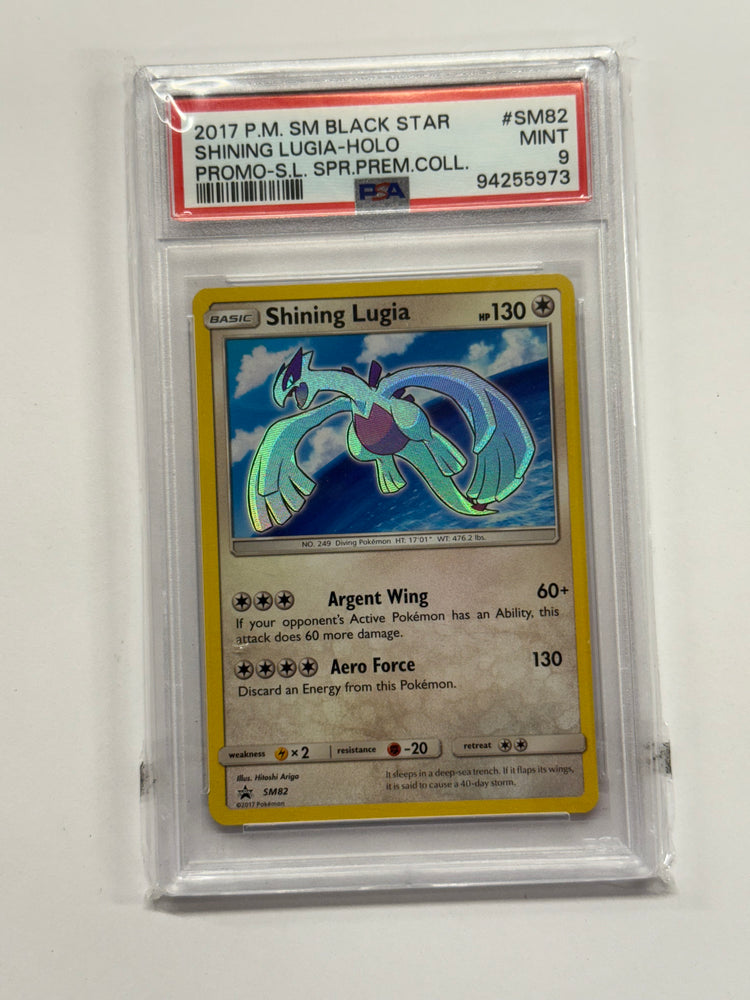 2017 P.M. SM BLACK STAR #SM82
SHINING LUGIA-HOLO MINT
PROMO-S.L. SPR.PREM.COLL. 9
PSA 94255973
BASIC Shining Lugia HP 130
NO. 249 Diving Pokémon HT: 17'01" WT: 476.2 lbs.
Argent Wing 60+
If your opponent's Active Pokémon has an Ability, this
attack does 60 more damage.
Aero Force 130
Discard an Energy from this Pokémon.
weakness ×2 resistance -20 retreat
Illus. Hitoshi Ariga
SM82
©2017 Pokémon
It sleeps in a deep-sea trench. If it flaps its wings,
it is said to cause a 40-day storm.